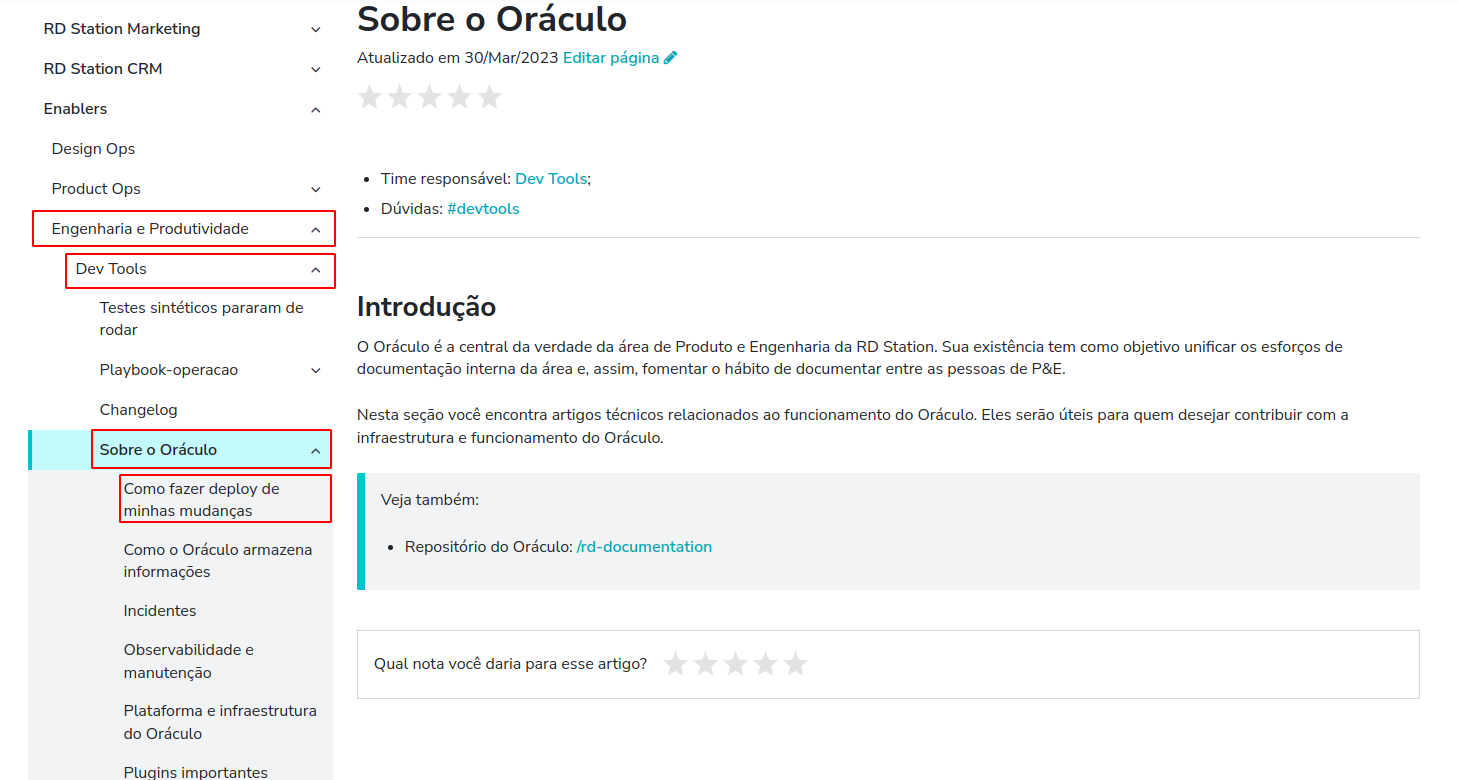 RD Station Marketing
RD Station CRM
Enablers
Design Ops
Product Ops
Engenharia e Produtividade
Dev Tools
Testes sintéticos pararam de
rodar
Playbook-operacao
Changelog
Sobre o Oráculo
Como fazer deploy de
minhas mudanças
Como o Oráculo armazena
informações
Incidentes
Observabilidade e
manutenção
Plataforma e infraestrutura
do Oráculo
Plugins importantes
Sobre o Oráculo
Atualizado em 30/Mar/2023 Editar página
• Time responsável: Dev Tools;
• Dúvidas: #devtools
Introdução
O Oráculo é a central da verdade da área de Produto e Engenharia da RD Station. Sua existência tem como objetivo unificar os esforços de
documentação interna da área e, assim, fomentar o hábito de documentar entre as pessoas de P&E.
Nesta seção você encontra artigos técnicos relacionados ao funcionamento do Oráculo. Eles serão úteis para quem desejar contribuir com a
infraestrutura e funcionamento do Oráculo.
Veja também:
• Repositório do Oráculo: /rd-documentation
Qual nota você daria para esse artigo?